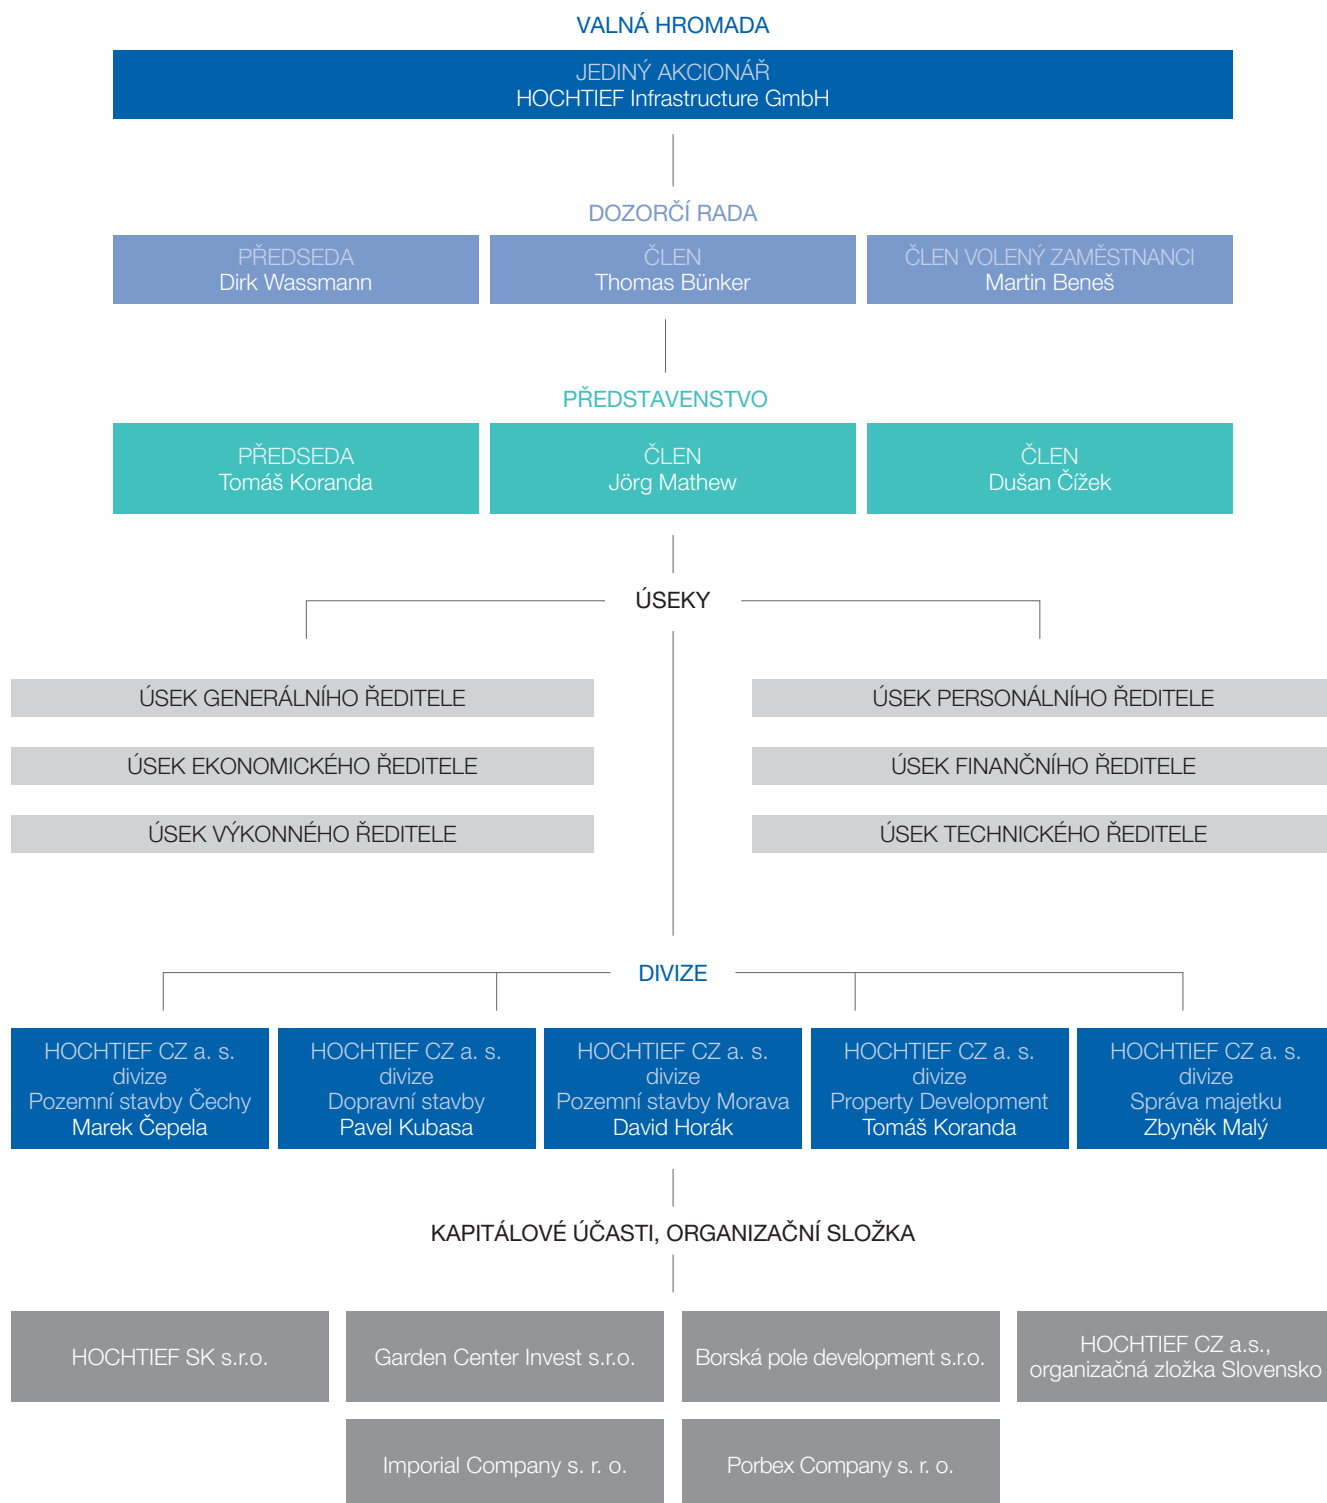 VALNÁ HROMADA
JEDINÝ AKCIONÁŘ
HOCHTIEF Infrastructure GmbH
DOZORČÍ RADA
PŘEDSEDA
Dirk Wassmann
ČLEN
Thomas Bünker
ČLEN VOLENÝ ZAMĚSTNANCI
Martin Beneš
PŘEDSTAVENSTVO
PŘEDSEDA
Tomáš Koranda
ČLEN
Jörg Mathew
ČLEN
Dušan Čížek
ÚSEKY
ÚSEK GENERÁLNÍHO ŘEDITELE
ÚSEK PERSONÁLNÍHO ŘEDITELE
ÚSEK EKONOMICKÉHO ŘEDITELE
ÚSEK FINANČNÍHO ŘEDITELE
ÚSEK VÝKONNÉHO ŘEDITELE
ÚSEK TECHNICKÉHO ŘEDITELE
DIVIZE
HOCHTIEF CZ a. s.
divize
Pozemní stavby Čechy
Marek Čepela
HOCHTIEF CZ a. s.
divize
Dopravní stavby
Pavel Kubasa
HOCHTIEF CZ a. s.
divize
Pozemní stavby Morava
David Horák
HOCHTIEF CZ a. s.
divize
Property Development
Tomáš Koranda
HOCHTIEF CZ a. s.
divize
Správa majetku
Zbyněk Malý
KAPITÁLOVÉ ÚČASTI, ORGANIZAČNÍ SLOŽKA
HOCHTIEF SK s.r.o.
Garden Center Invest s.r.o.
Borská pole development s.r.o.
HOCHTIEF CZ a.s.,
organizačná zložka Slovensko
Imporial Company s. r. o.
Porbex Company s. r. o.